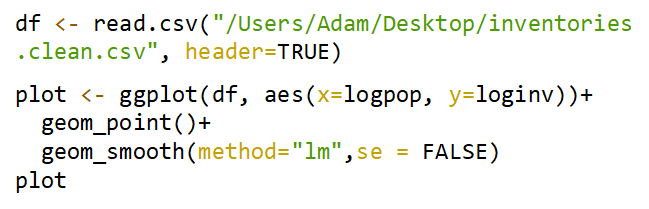 df <- read.csv("/Users/Adam/Desktop/inventories
.clean.csv", header=TRUE)
plot <- ggplot(df, aes(x=logpop, y=loginv))+
  geom_point()+
  geom_smooth(method="lm",se = FALSE)
plot